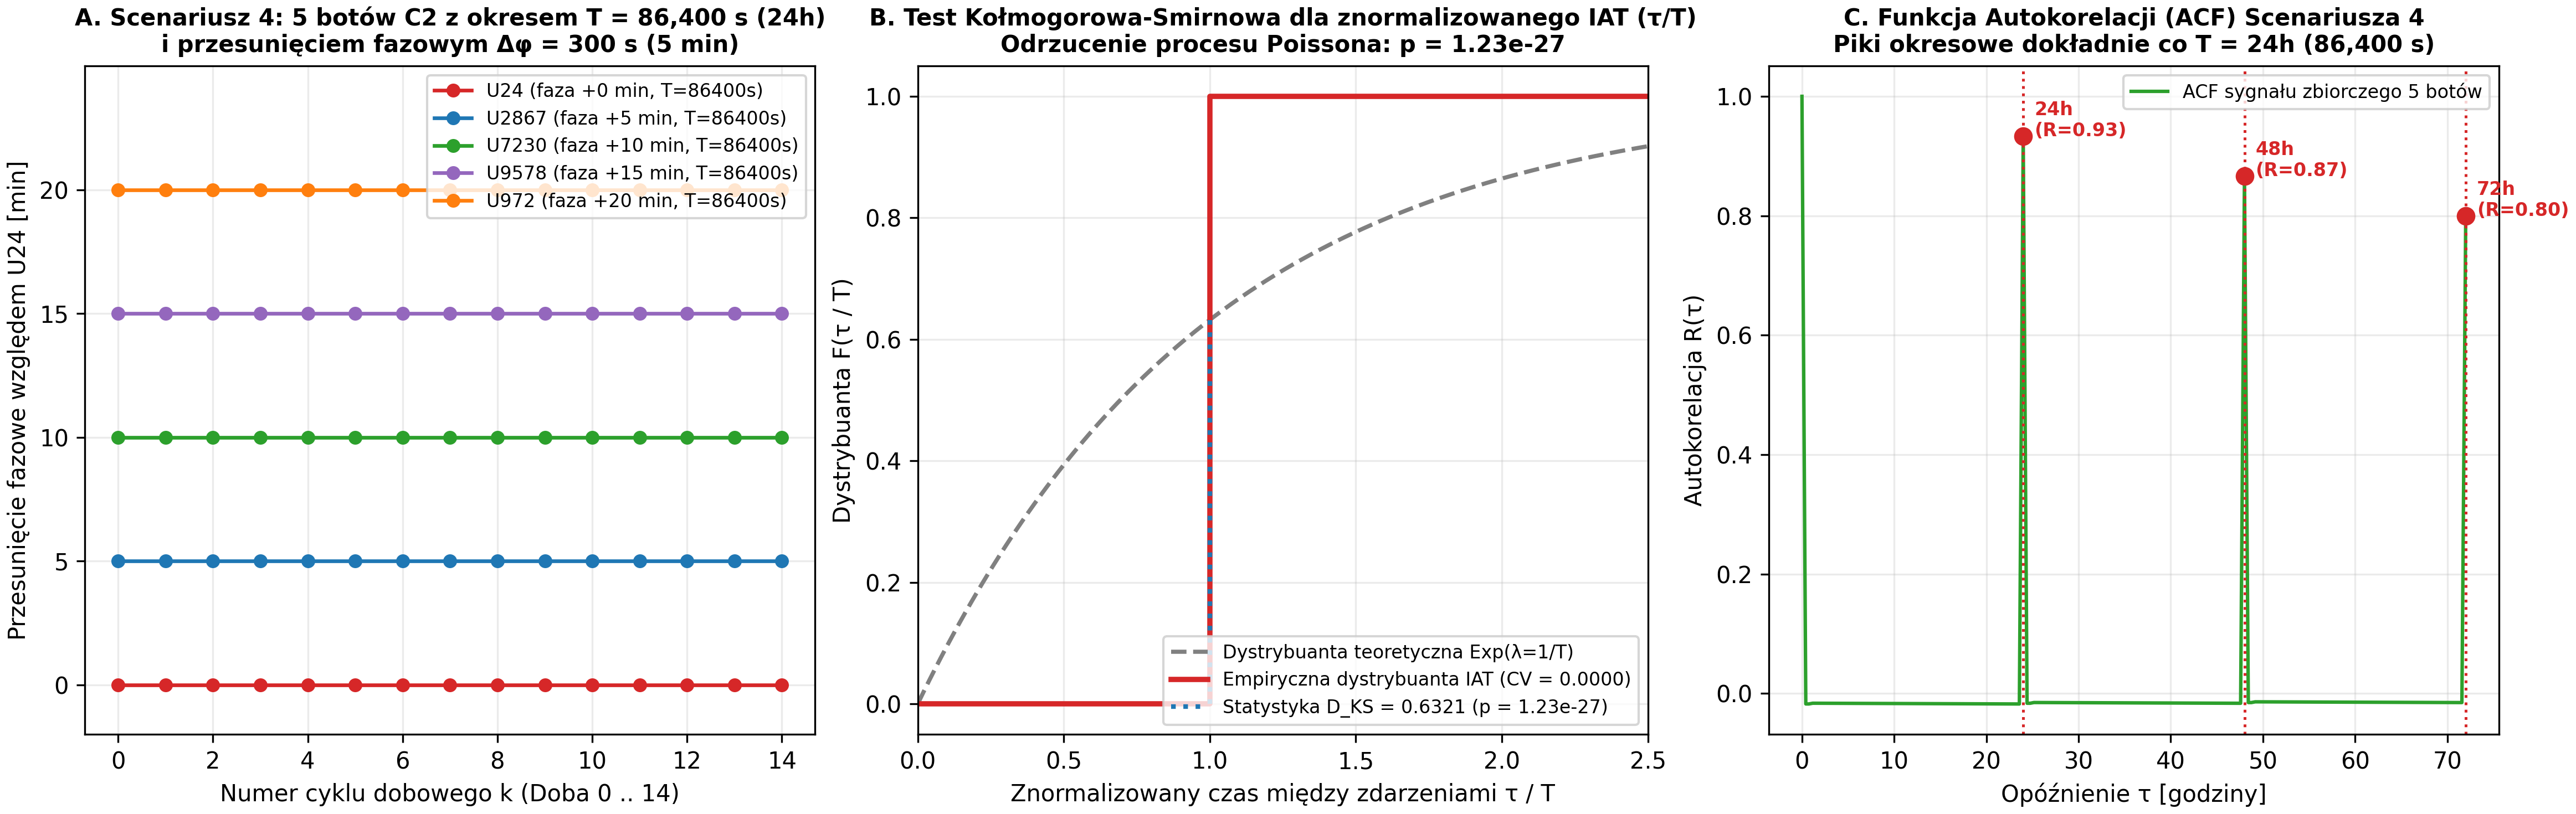 A. Scenariusz 4: 5 botów C2 z okresem T = 86,400 s (24h)
i przesunięciem fazowym Δφ = 300 s (5 min)
Przesunięcie fazowe względem U24 [min]
20
15
10
5
0
U24 (faza +0 min, T=86400s)
U2867 (faza +5 min, T=86400s)
U7230 (faza +10 min, T=86400s)
U9578 (faza +15 min, T=86400s)
U972 (faza +20 min, T=86400s)
0 2 4 6 8 10 12 14
Numer cyklu dobowego k (Doba 0 .. 14)
B. Test Kołmogorowa-Smirnowa dla znormalizowanego IAT (τ/T)
Odrzucenie procesu Poissona: p = 1.23e-27
Dystrybuanta F(τ / T)
1.0
0.8
0.6
0.4
0.2
0.0
Dystrybuanta teoretyczna Exp(λ=1/T)
Empiryczna dystrybuanta IAT (CV = 0.0000)
Statystyka D_KS = 0.6321 (p = 1.23e-27)
0.0 0.5 1.0 1.5 2.0 2.5
Znormalizowany czas między zdarzeniami τ / T
C. Funkcja Autokorelacji (ACF) Scenariusza 4
Piki okresowe dokładnie co T = 24h (86,400 s)
Autokorelacja R(τ)
1.0
0.8
0.6
0.4
0.2
0.0
ACF sygnału zbiorczego 5 botów
24h
(R=0.93)
48h
(R=0.87)
72h
(R=0.80)
0 10 20 30 40 50 60 70
Opóźnienie τ [godziny]